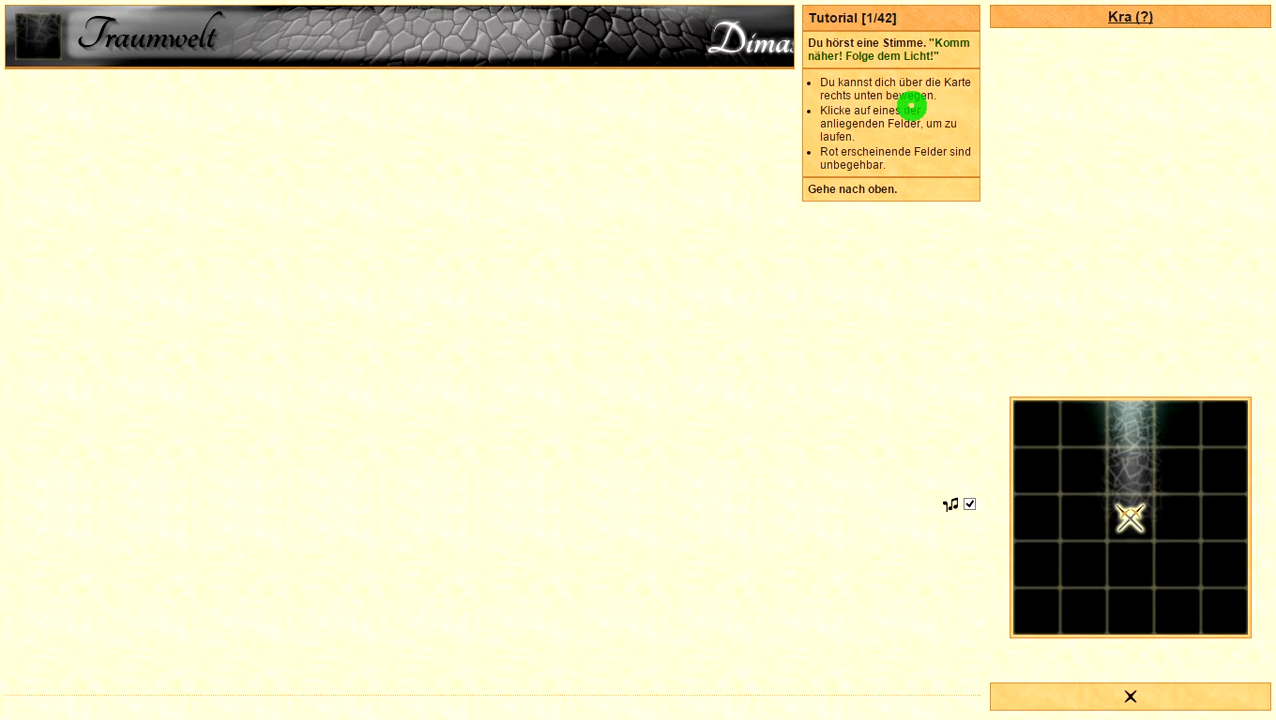 Traumwelt
Dimas
Tutorial [1/42]
Du hörst eine Stimme. "Komm
näher! Folge dem Licht!"
Du kannst dich über die Karte
rechts unten bewegen.
Klicke auf eines der
anliegenden Felder, um zu
laufen.
Rot erscheinende Felder sind
unbegehbar.
Gehe nach oben.
Kra (?)